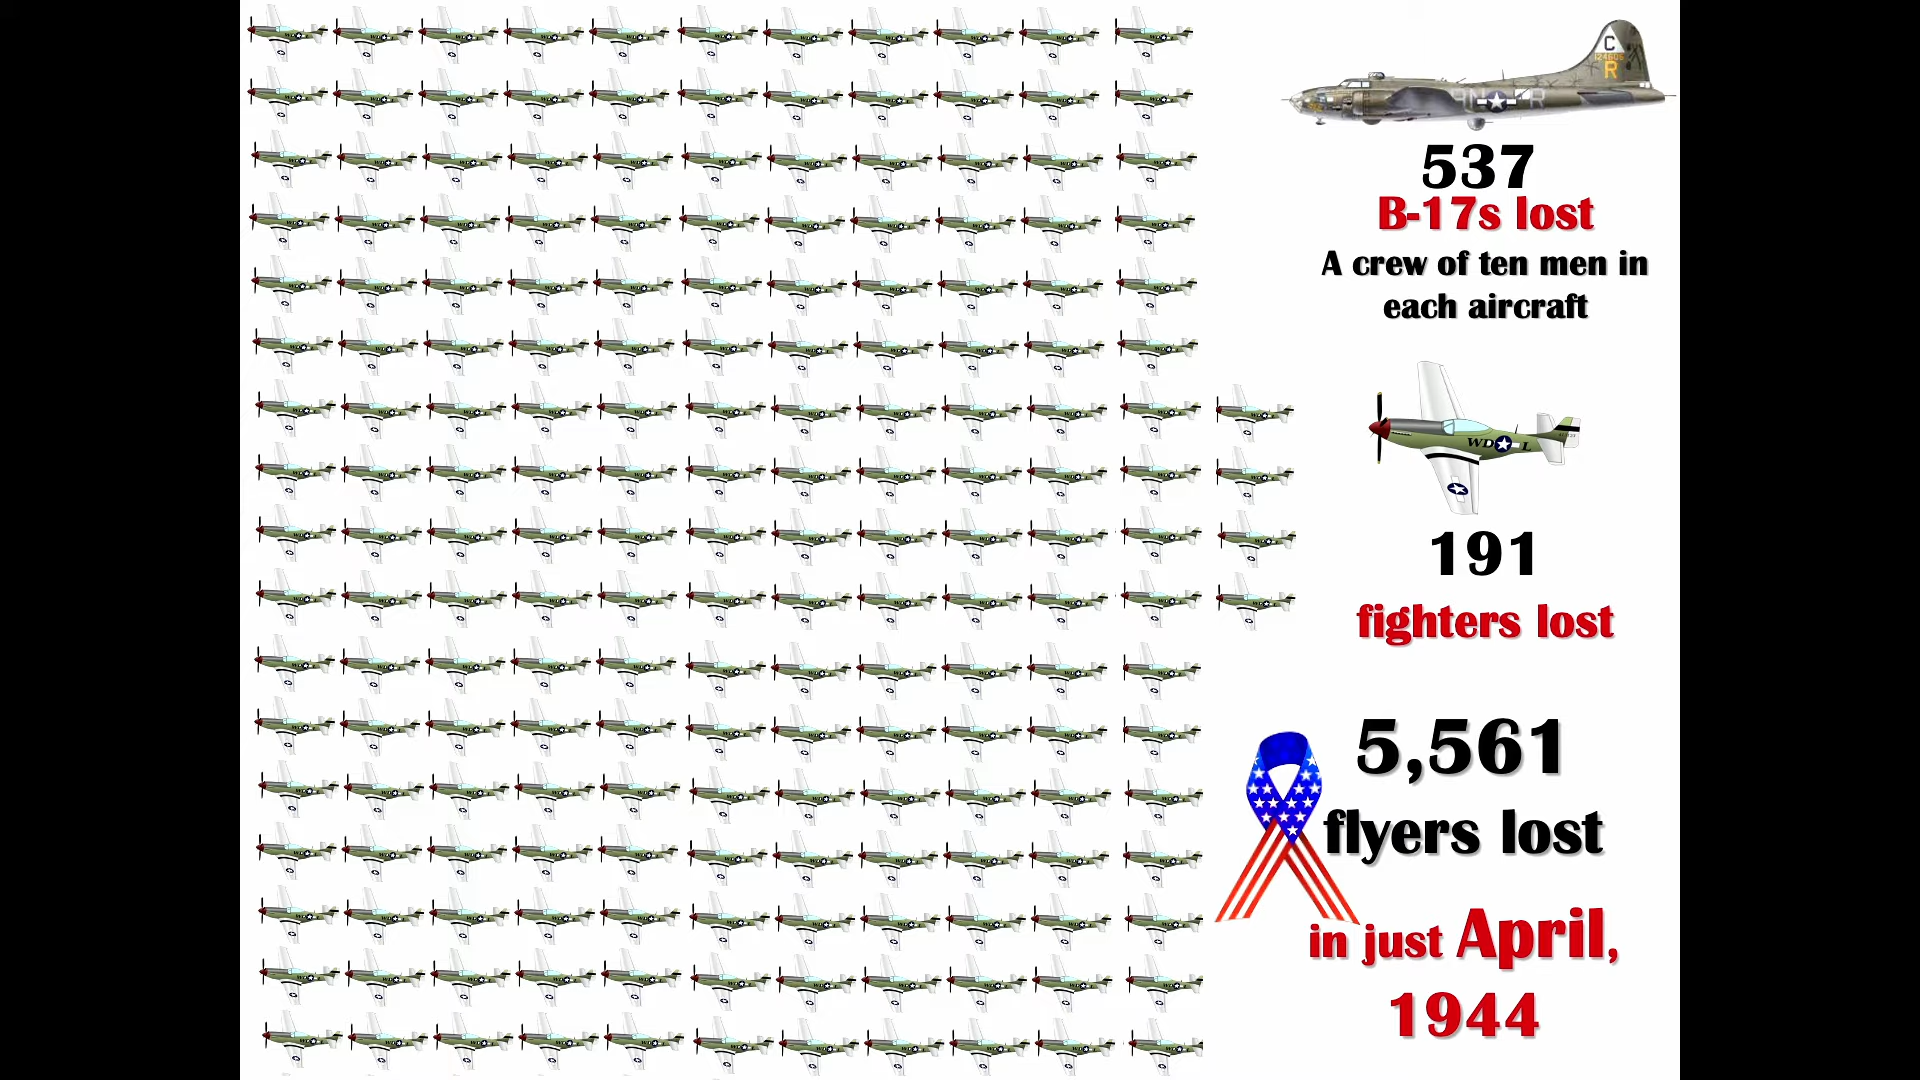 537
B-17s lost
A crew of ten men in
each aircraft
WD L
191
fighters lost
5,561
flyers lost
in just April,
1944
C
R